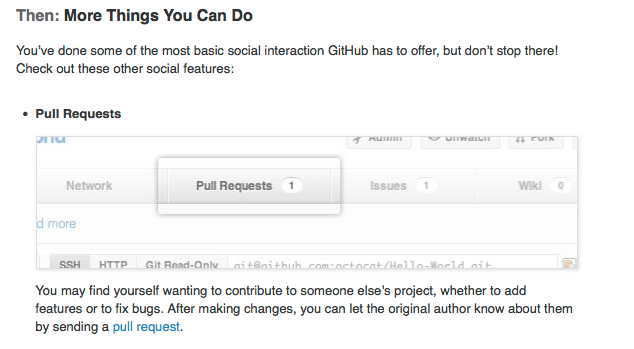 Then: More Things You Can Do
You've done some of the most basic social interaction GitHub has to offer, but don't stop there!
Check out these other social features:
• Pull Requests
Admin Unwatch Fork
Network Pull Requests 1 Issues 1 Wiki 0
d more
SSH HTTP Git Read-Only git@github.com:octocat/Hello-World.git
You may find yourself wanting to contribute to someone else's project, whether to add
features or to fix bugs. After making changes, you can let the original author know about them
by sending a pull request.